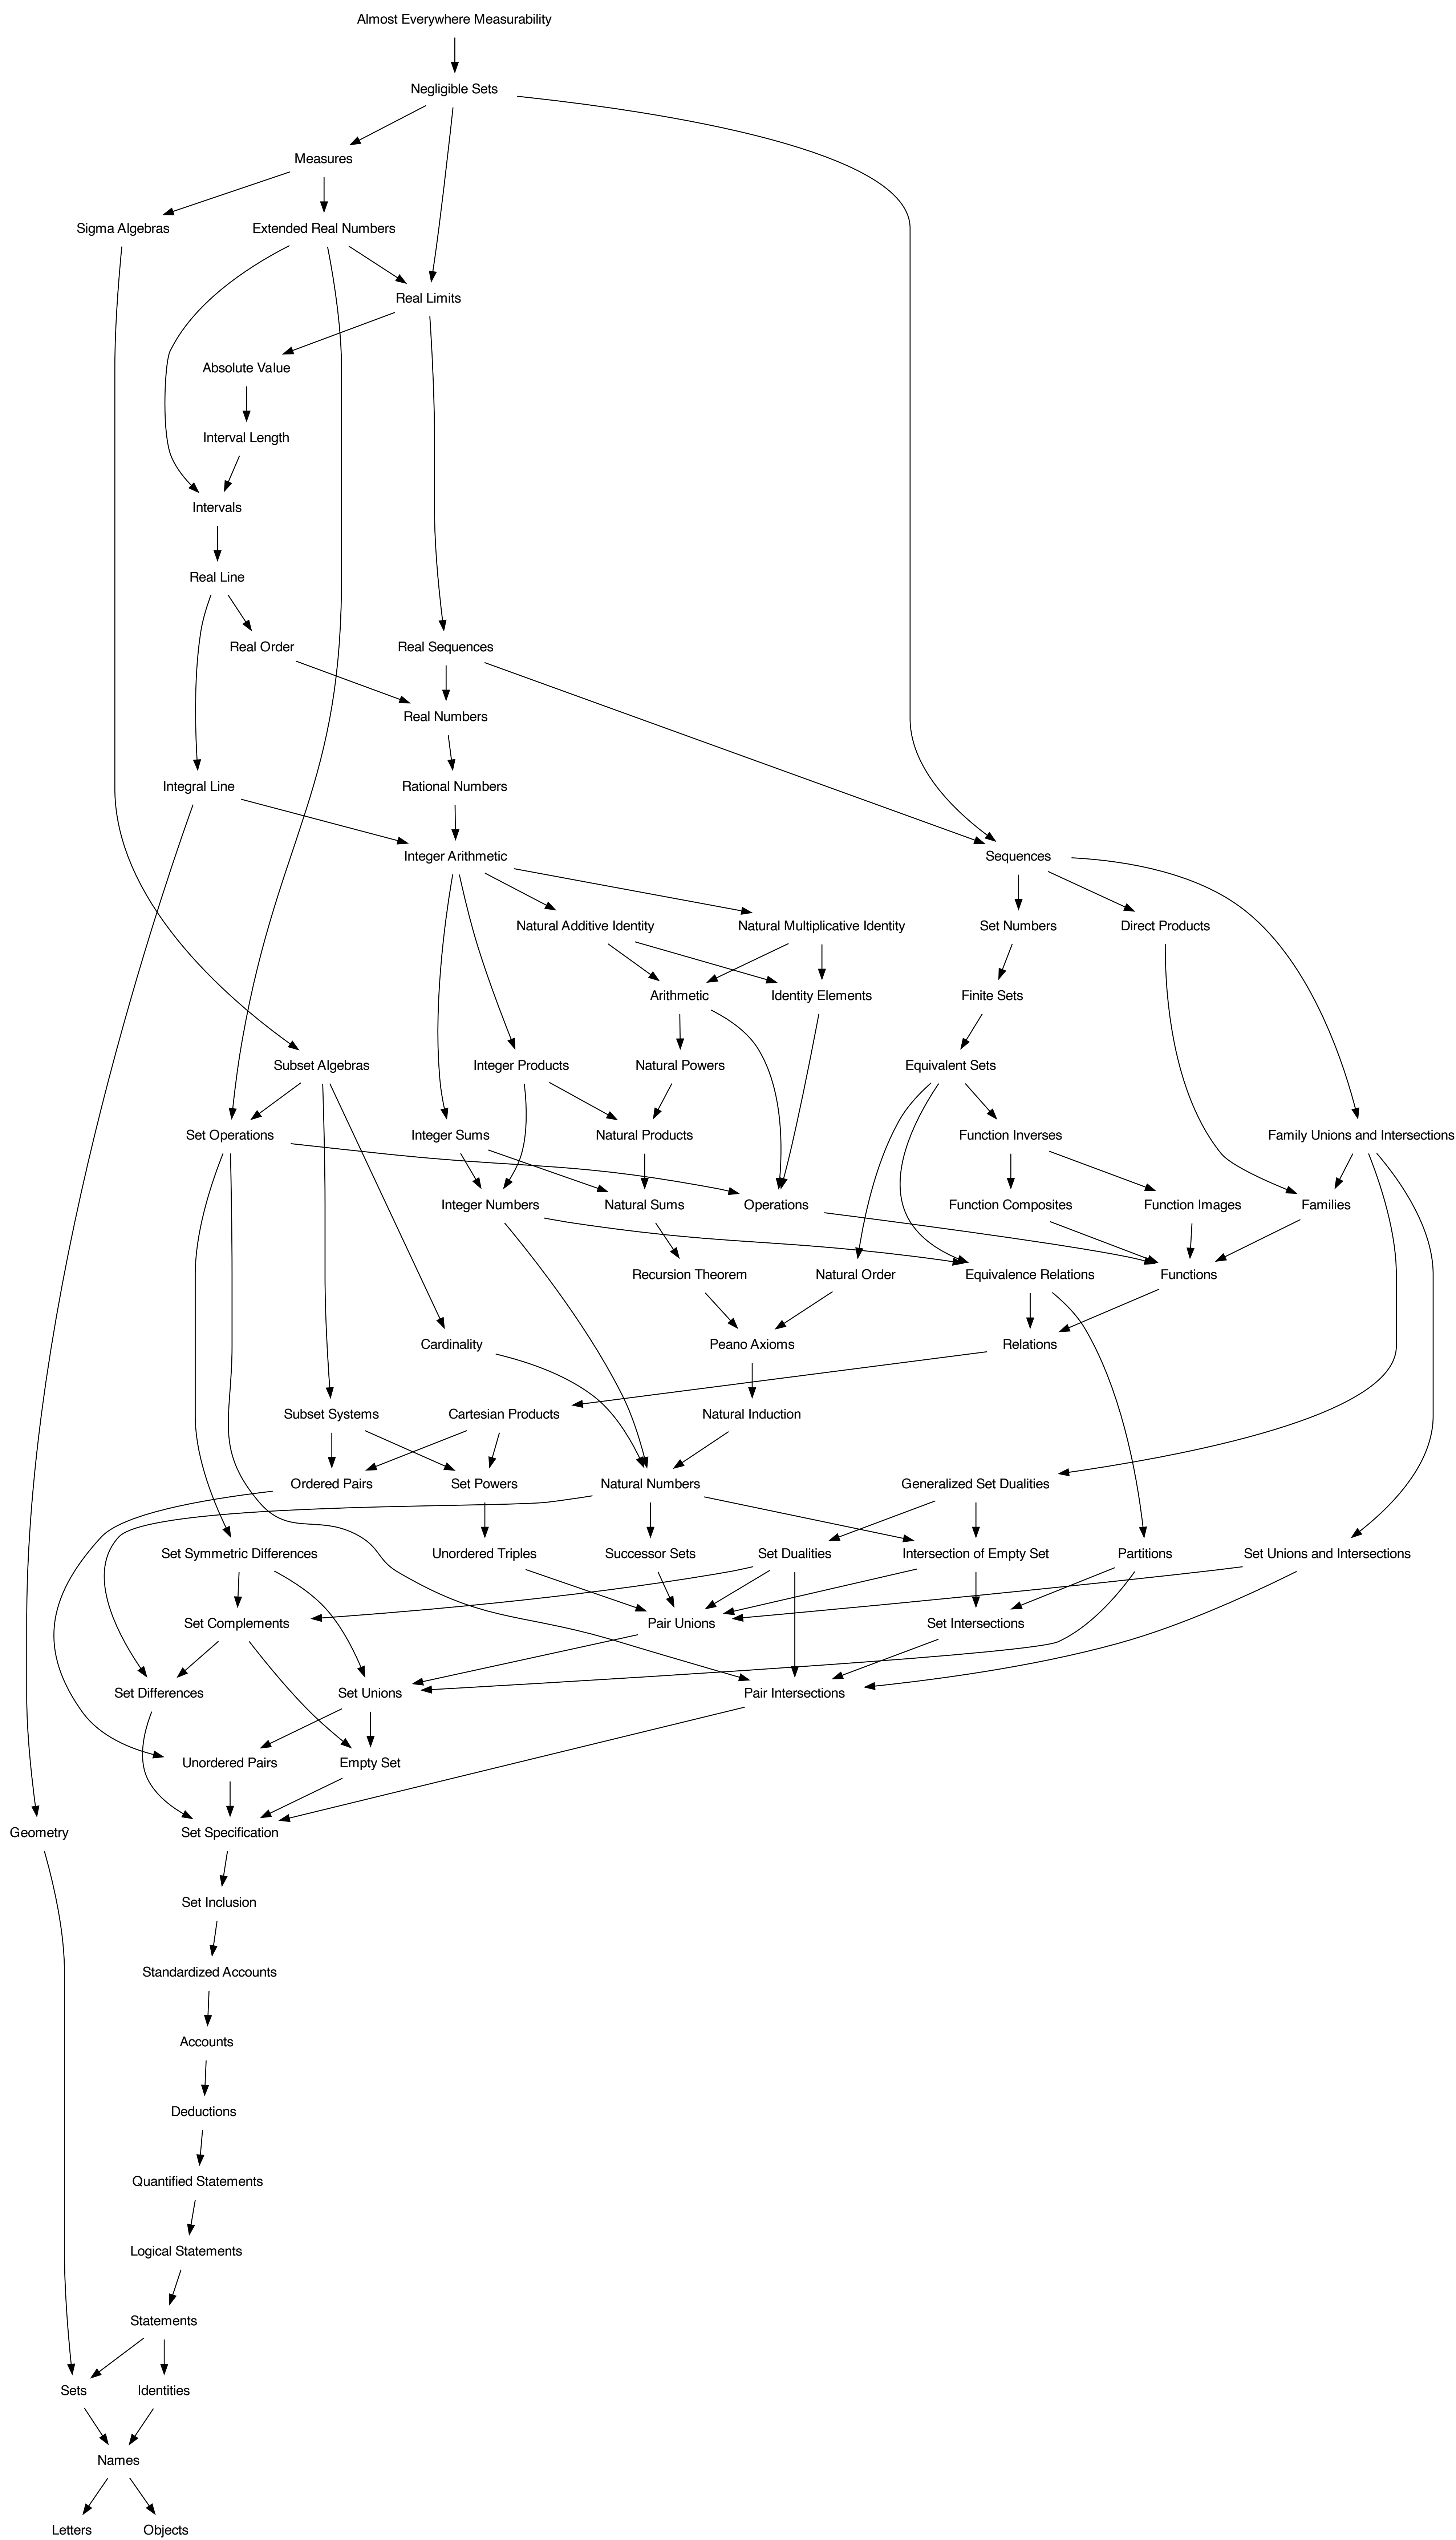 Almost Everywhere Measurability
Negligible Sets
Measures
Sigma Algebras
Extended Real Numbers
Real Limits
Absolute Value
Interval Length
Intervals
Real Line
Real Order
Real Sequences
Real Numbers
Integral Line
Rational Numbers
Integer Arithmetic
Sequences
Natural Additive Identity
Natural Multiplicative Identity
Set Numbers
Direct Products
Arithmetic
Identity Elements
Finite Sets
Subset Algebras
Integer Products
Natural Powers
Equivalent Sets
Set Operations
Integer Sums
Natural Products
Function Inverses
Family Unions and Intersections
Integer Numbers
Natural Sums
Operations
Function Composites
Function Images
Families
Recursion Theorem
Natural Order
Equivalence Relations
Functions
Cardinality
Peano Axioms
Relations
Subset Systems
Cartesian Products
Natural Induction
Ordered Pairs
Set Powers
Natural Numbers
Generalized Set Dualities
Set Symmetric Differences
Unordered Triples
Successor Sets
Set Dualities
Intersection of Empty Set
Partitions
Set Unions and Intersections
Set Complements
Pair Unions
Set Intersections
Set Differences
Set Unions
Pair Intersections
Unordered Pairs
Empty Set
Geometry
Set Specification
Set Inclusion
Standardized Accounts
Accounts
Deductions
Quantified Statements
Logical Statements
Statements
Sets
Identities
Names
Letters
Objects